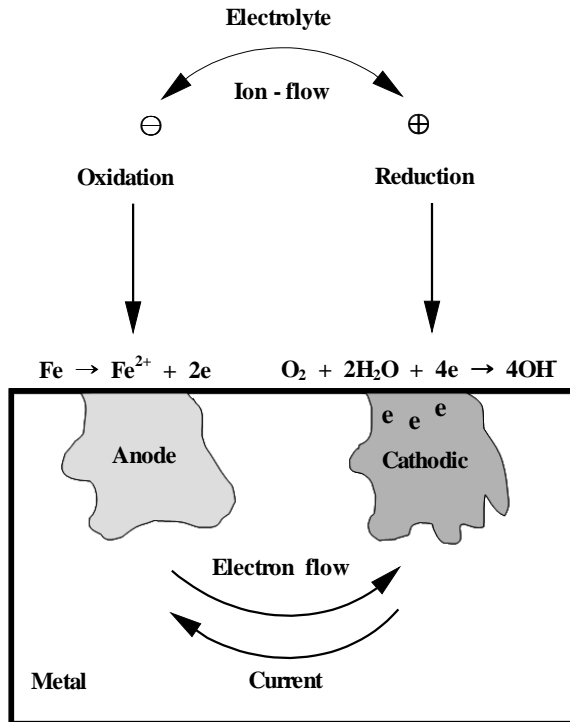 Electrolyte
Ion - flow
⊖ ⊕
Oxidation Reduction
Fe → Fe²⁺ + 2e O₂ + 2H₂O + 4e → 4OH⁻
e e e
Anode Cathodic
Electron flow
Metal Current